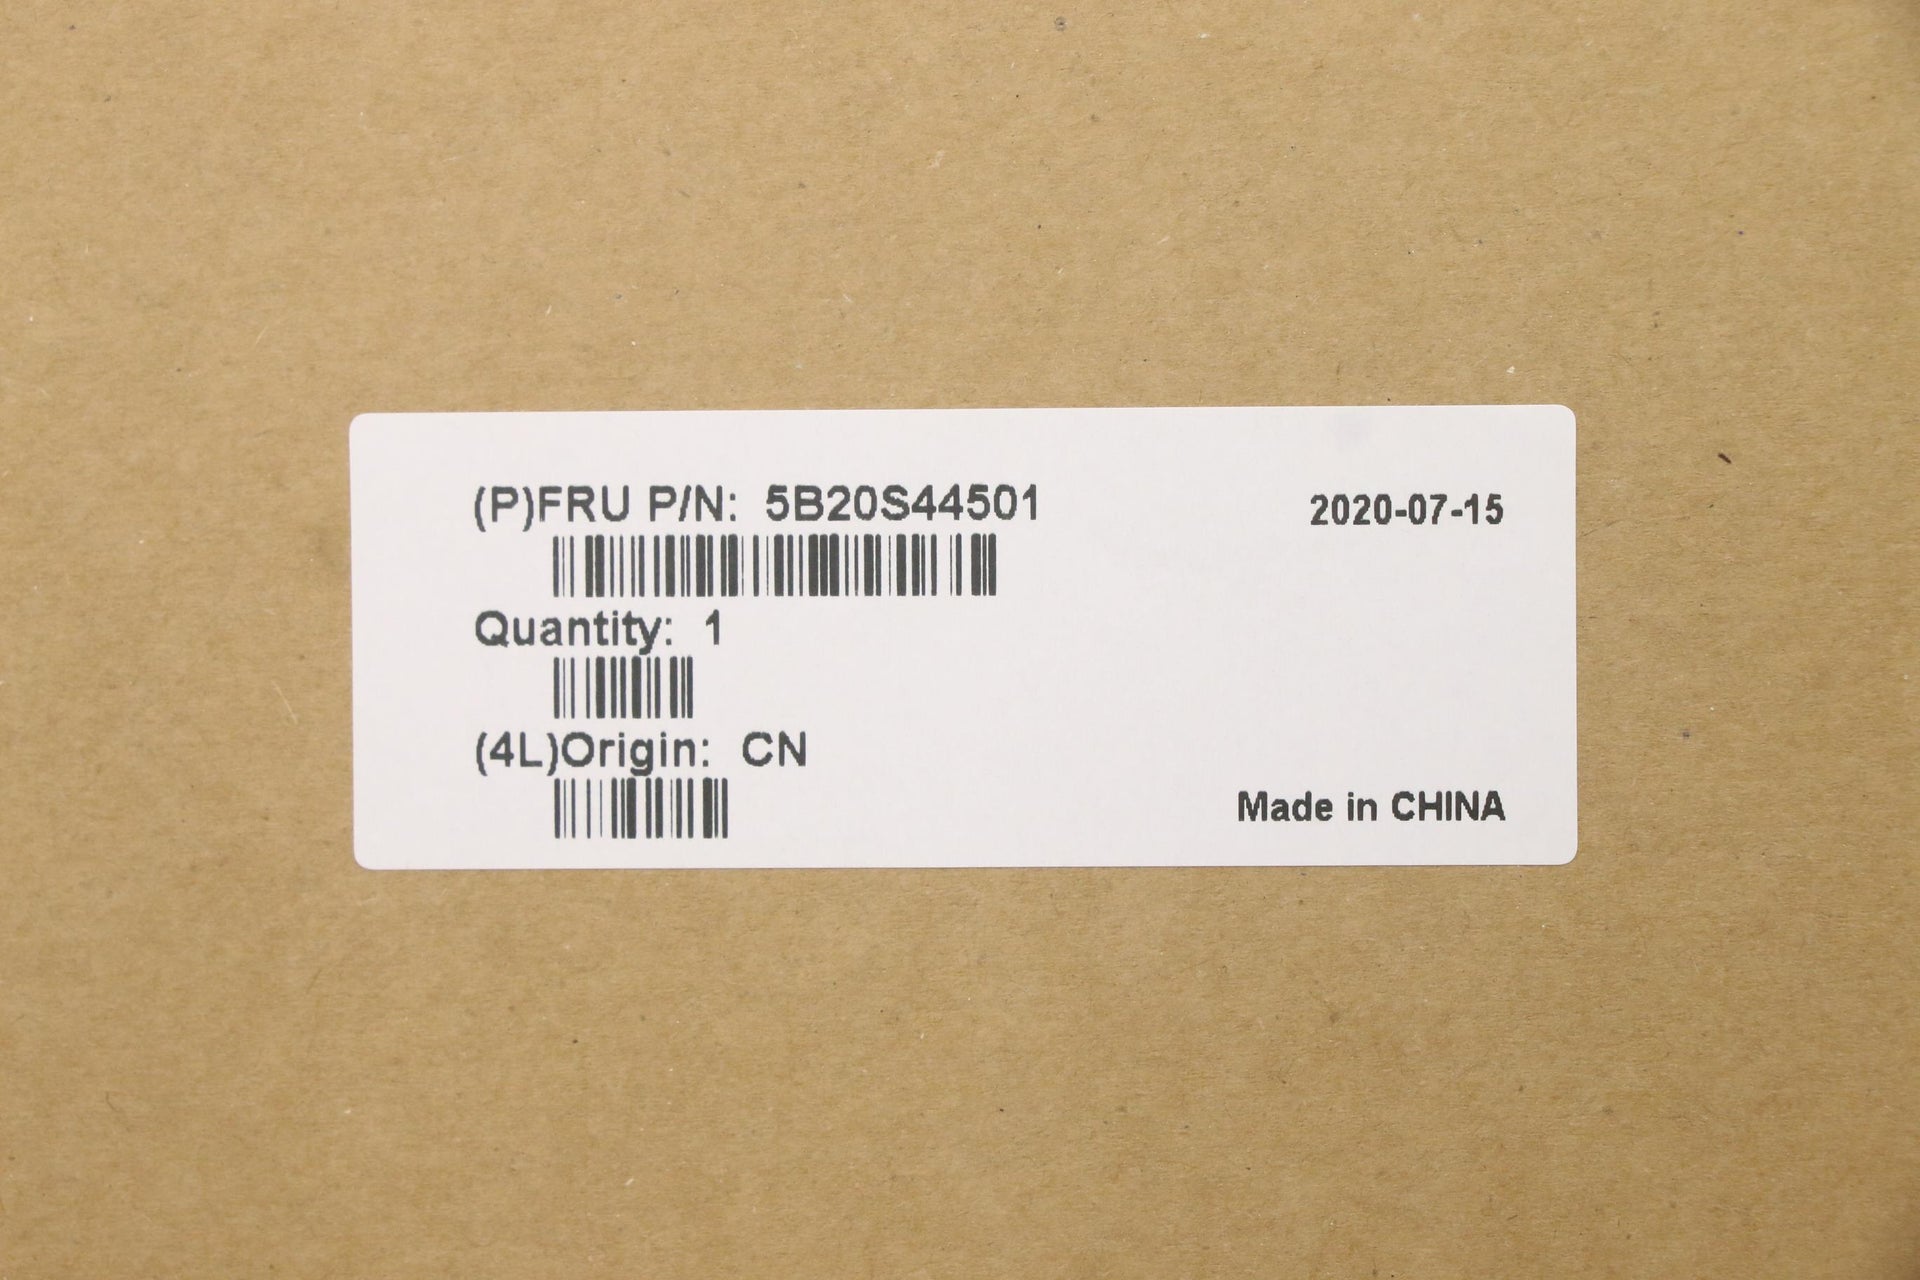 (P)FRU P/N: 5B20S44501
2020-07-15
Quantity: 1
(4L)Origin: CN
Made in CHINA